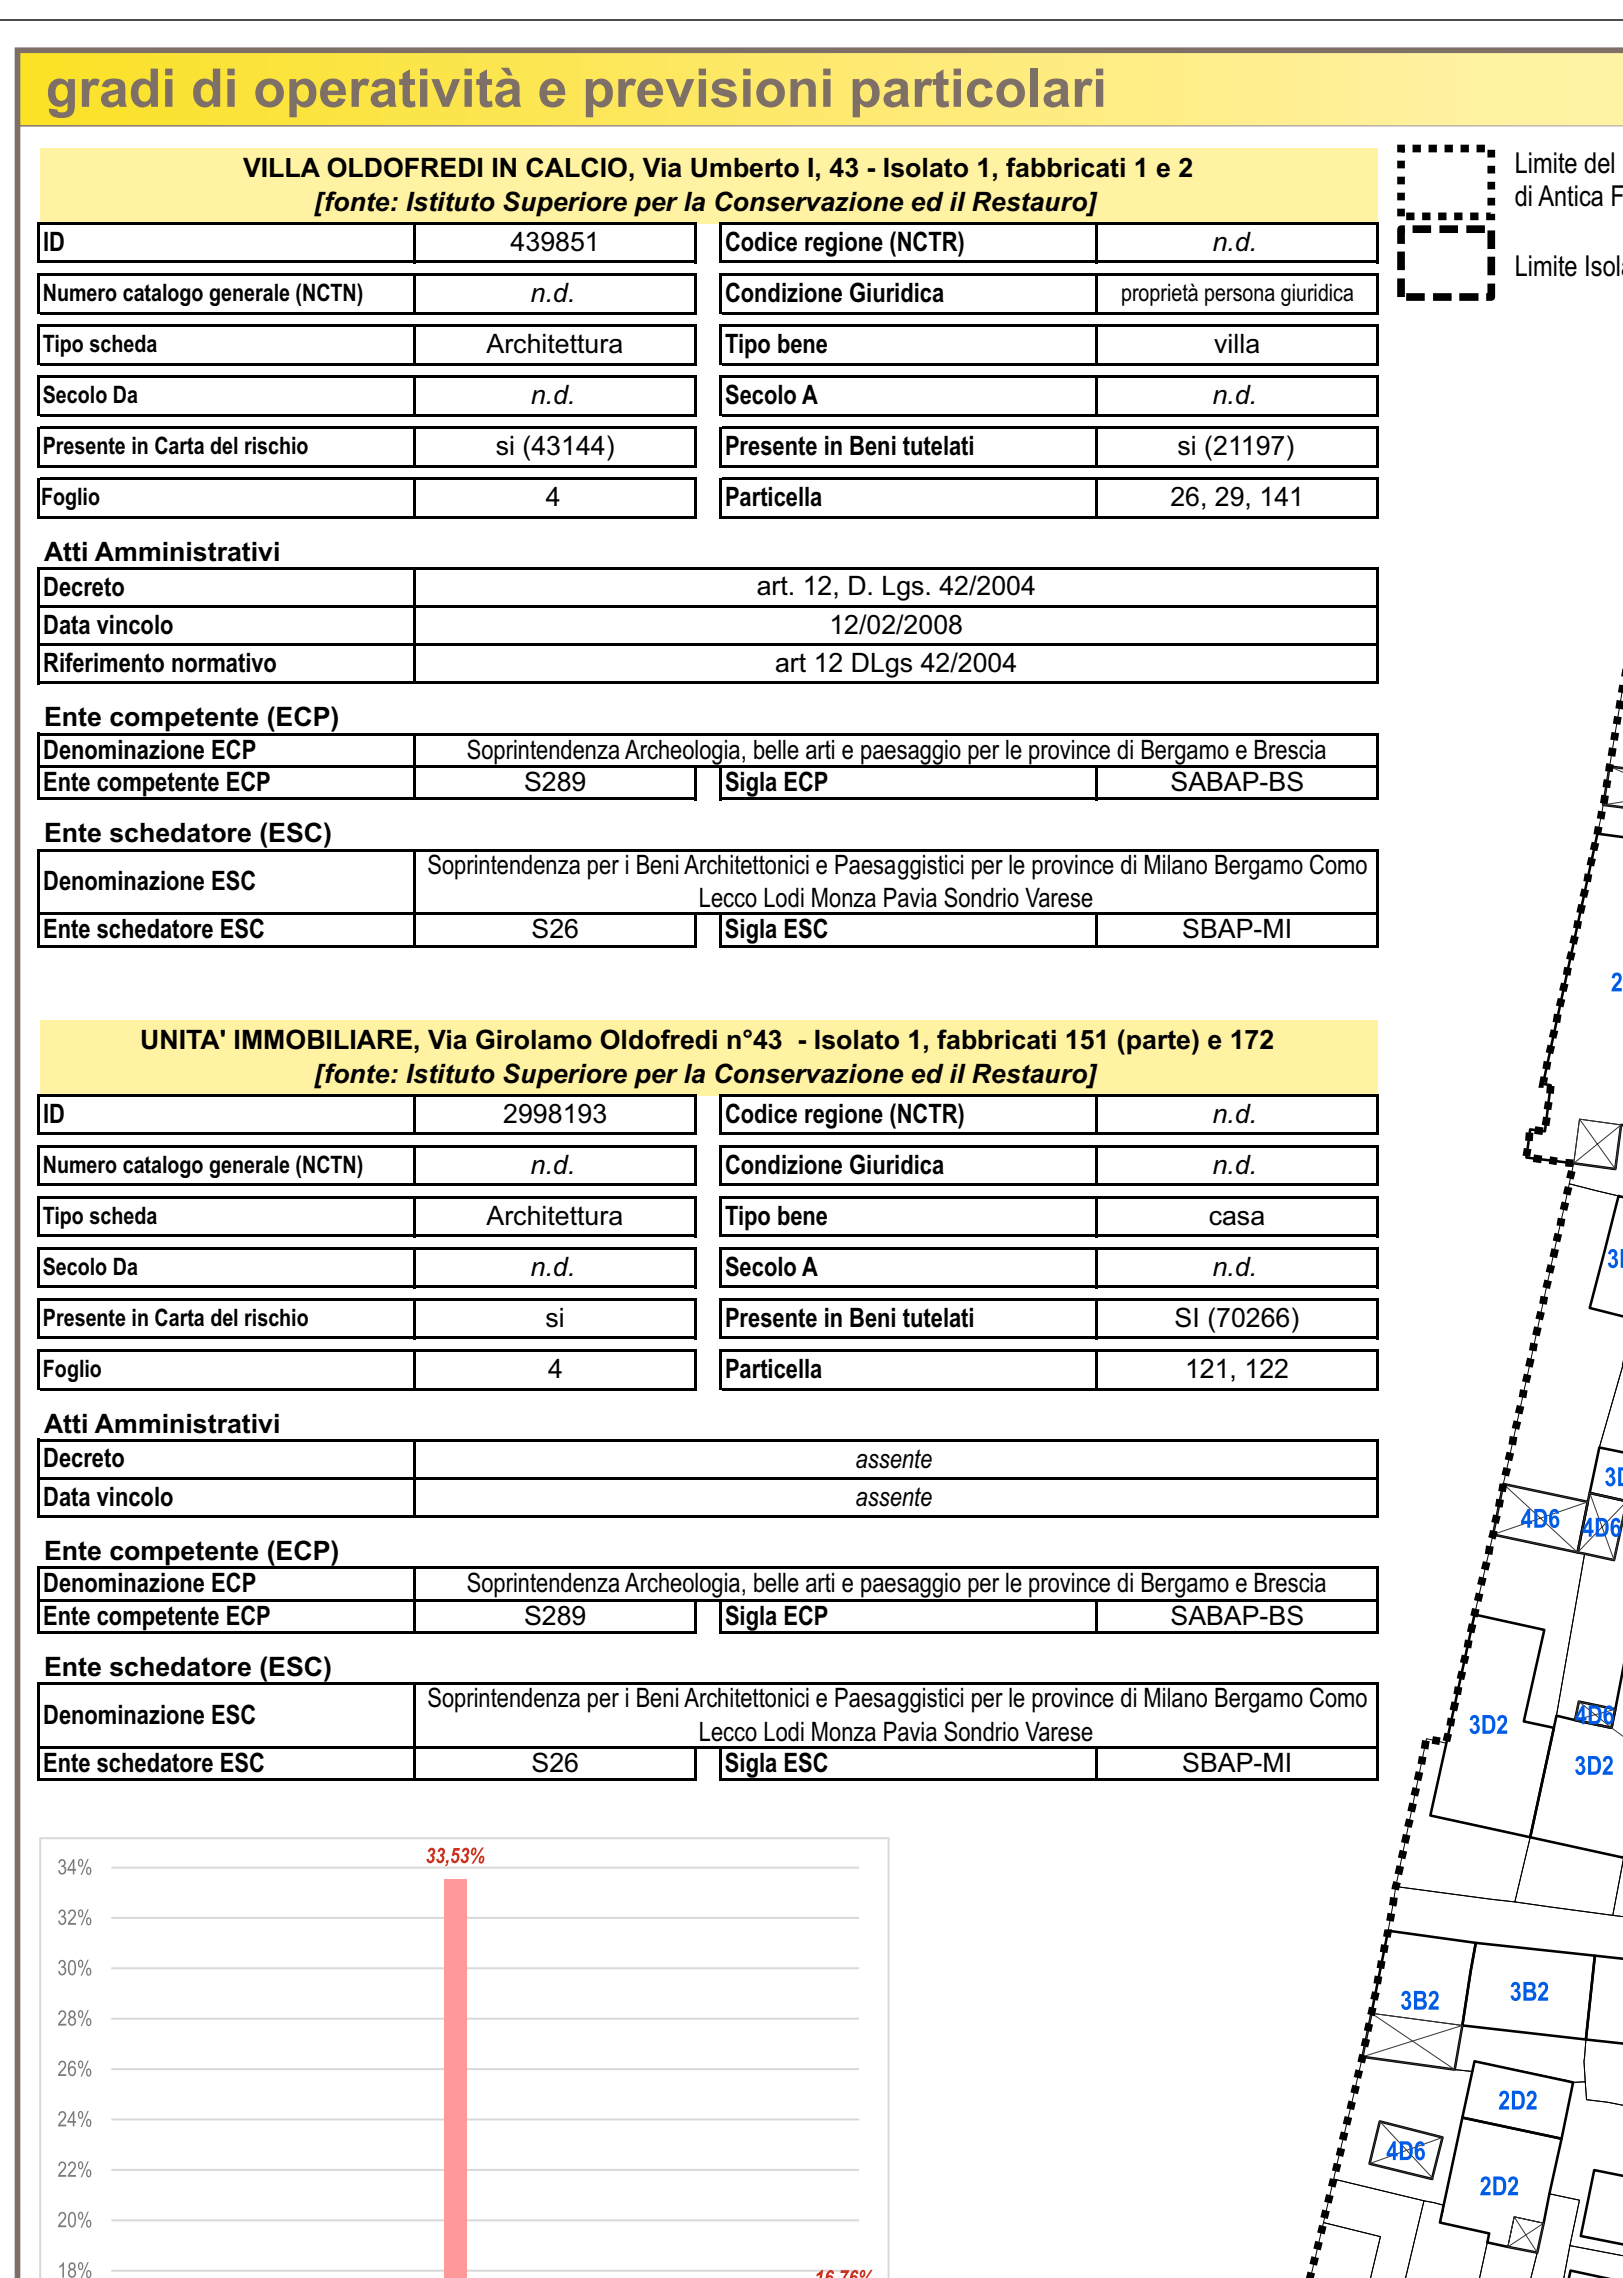 gradi di operatività e previsioni particolari
VILLA OLDOFREDI IN CALCIO, Via Umberto I, 43 - Isolato 1, fabbricati 1 e 2
[fonte: Istituto Superiore per la Conservazione ed il Restauro]
ID 439851 Codice regione (NCTR) n.d.
Numero catalogo generale (NCTN) n.d. Condizione Giuridica proprietà persona giuridica
Tipo scheda Architettura Tipo bene villa
Secolo Da n.d. Secolo A n.d.
Presente in Carta del rischio si (43144) Presente in Beni tutelati si (21197)
Foglio 4 Particella 26, 29, 141
Atti Amministrativi
Decreto art. 12, D. Lgs. 42/2004
Data vincolo 12/02/2008
Riferimento normativo art 12 DLgs 42/2004
Ente competente (ECP)
Denominazione ECP Soprintendenza Archeologia, belle arti e paesaggio per le province di Bergamo e Brescia
Ente competente ECP S289 Sigla ECP SABAP-BS
Ente schedatore (ESC)
Denominazione ESC Soprintendenza per i Beni Architettonici e Paesaggistici per le province di Milano Bergamo Como
Lecco Lodi Monza Pavia Sondrio Varese
Ente schedatore ESC S26 Sigla ESC SBAP-MI
UNITA' IMMOBILIARE, Via Girolamo Oldofredi n°43 - Isolato 1, fabbricati 151 (parte) e 172
[fonte: Istituto Superiore per la Conservazione ed il Restauro]
ID 2998193 Codice regione (NCTR) n.d.
Numero catalogo generale (NCTN) n.d. Condizione Giuridica n.d.
Tipo scheda Architettura Tipo bene casa
Secolo Da n.d. Secolo A n.d.
Presente in Carta del rischio si Presente in Beni tutelati SI (70266)
Foglio 4 Particella 121, 122
Atti Amministrativi
Decreto assente
Data vincolo assente
Ente competente (ECP)
Denominazione ECP Soprintendenza Archeologia, belle arti e paesaggio per le province di Bergamo e Brescia
Ente competente ECP S289 Sigla ECP SABAP-BS
Ente schedatore (ESC)
Denominazione ESC Soprintendenza per i Beni Architettonici e Paesaggistici per le province di Milano Bergamo Como
Lecco Lodi Monza Pavia Sondrio Varese
Ente schedatore ESC S26 Sigla ESC SBAP-MI
33,53%
34%
32%
30%
28%
26%
24%
22%
20%
18%
16,76%
Limite del
di Antica
Limite
4D6 4D6
3D2
4D6
3D2
3B2
3B2
2D2
4D6
2D2